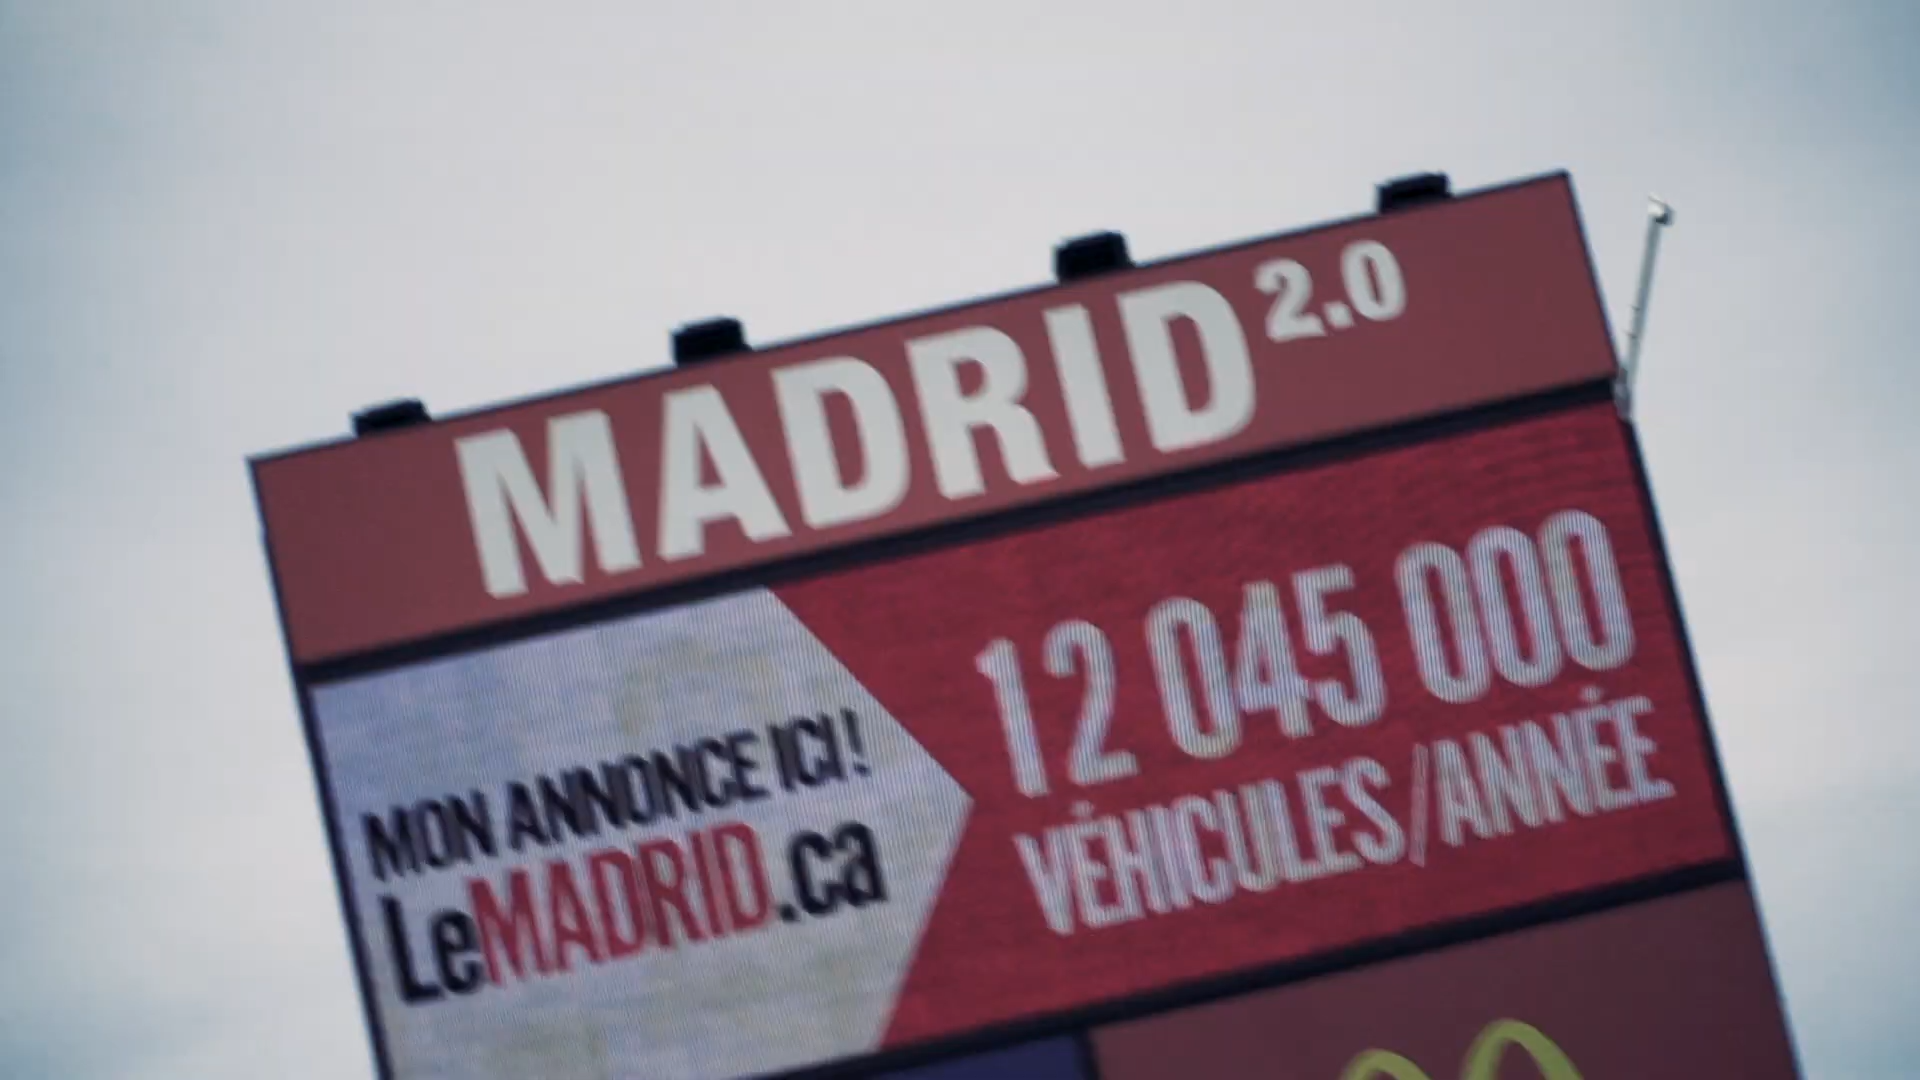 MADRID 2.0
MON ANNONCE ICI!
LeMADRID.ca
12 045 000
VÉHICULES/ANNÉE